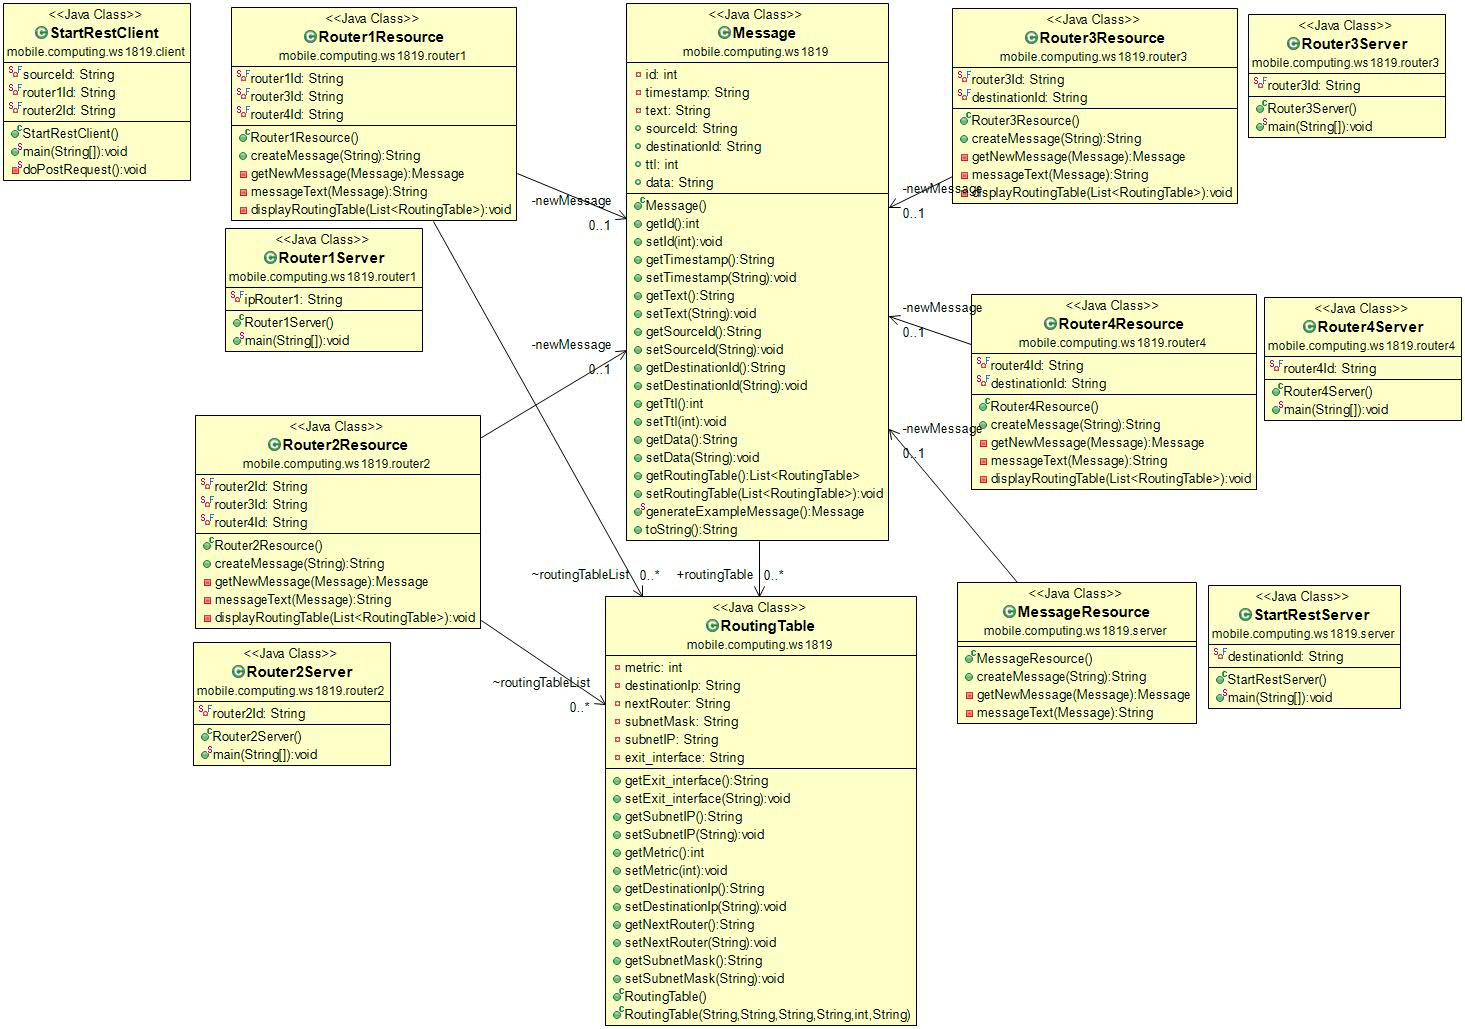 <<Java Class>>
StartRestClient
mobile.computing.ws1819.client
sourceId: String
router1Id: String
router2Id: String
StartRestClient()
main(String[]):void
doPostRequest():void
<<Java Class>>
Router1Resource
mobile.computing.ws1819.router1
router1Id: String
router3Id: String
router4Id: String
Router1Resource()
createMessage(String):String
getNewMessage(Message):Message
messageText(Message):String
displayRoutingTable(List<RoutingTable>):void
<<Java Class>>
Message
mobile.computing.ws1819
id: int
timestamp: String
text: String
sourceId: String
destinationId: String
ttl: int
data: String
Message()
getId():int
setId(int):void
getTimestamp():String
setTimestamp(String):void
getText():String
setText(String):void
getSourceId():String
setSourceId(String):void
getDestinationId():String
setDestinationId(String):void
getTtl():int
setTtl(int):void
getData():String
setData(String):void
getRoutingTable():List<RoutingTable>
setRoutingTable(List<RoutingTable>):void
generateExampleMessage():Message
toString():String
<<Java Class>>
Router3Resource
mobile.computing.ws1819.router3
router3Id: String
destinationId: String
Router3Resource()
createMessage(String):String
getNewMessage(Message):Message
messageText(Message):String
displayRoutingTable(List<RoutingTable>):void
<<Java Class>>
Router3Server
mobile.computing.ws1819.router3
router3Id: String
Router3Server()
main(String[]):void
-newMessage
0..1
-newMessage
0..1
<<Java Class>>
Router1Server
mobile.computing.ws1819.router1
ipRouter1: String
Router1Server()
main(String[]):void
-newMessage
0..1
-newMessage
0..1
<<Java Class>>
Router4Resource
mobile.computing.ws1819.router4
router4Id: String
destinationId: String
Router4Resource()
createMessage(String):String
getNewMessage(Message):Message
messageText(Message):String
displayRoutingTable(List<RoutingTable>):void
<<Java Class>>
Router4Server
mobile.computing.ws1819.router4
router4Id: String
Router4Server()
main(String[]):void
-newMessage
0..1
<<Java Class>>
Router2Resource
mobile.computing.ws1819.router2
router2Id: String
router3Id: String
router4Id: String
Router2Resource()
createMessage(String):String
getNewMessage(Message):Message
messageText(Message):String
displayRoutingTable(List<RoutingTable>):void
~routingTableList 0..*
+routingTable 0..*
<<Java Class>>
Router2Server
mobile.computing.ws1819.router2
router2Id: String
Router2Server()
main(String[]):void
~routingTableList
0..*
<<Java Class>>
RoutingTable
mobile.computing.ws1819
metric: int
destinationIp: String
nextRouter: String
subnetMask: String
subnetIP: String
exit_interface: String
getExit_interface():String
setExit_interface(String):void
getSubnetIP():String
setSubnetIP(String):void
getMetric():int
setMetric(int):void
getDestinationIp():String
setDestinationIp(String):void
getNextRouter():String
setNextRouter(String):void
getSubnetMask():String
setSubnetMask(String):void
RoutingTable()
RoutingTable(String,String,String,String,int,String)
<<Java Class>>
MessageResource
mobile.computing.ws1819.server
MessageResource()
createMessage(String):String
getNewMessage(Message):Message
messageText(Message):String
<<Java Class>>
StartRestServer
mobile.computing.ws1819.server
destinationId: String
StartRestServer()
main(String[]):void